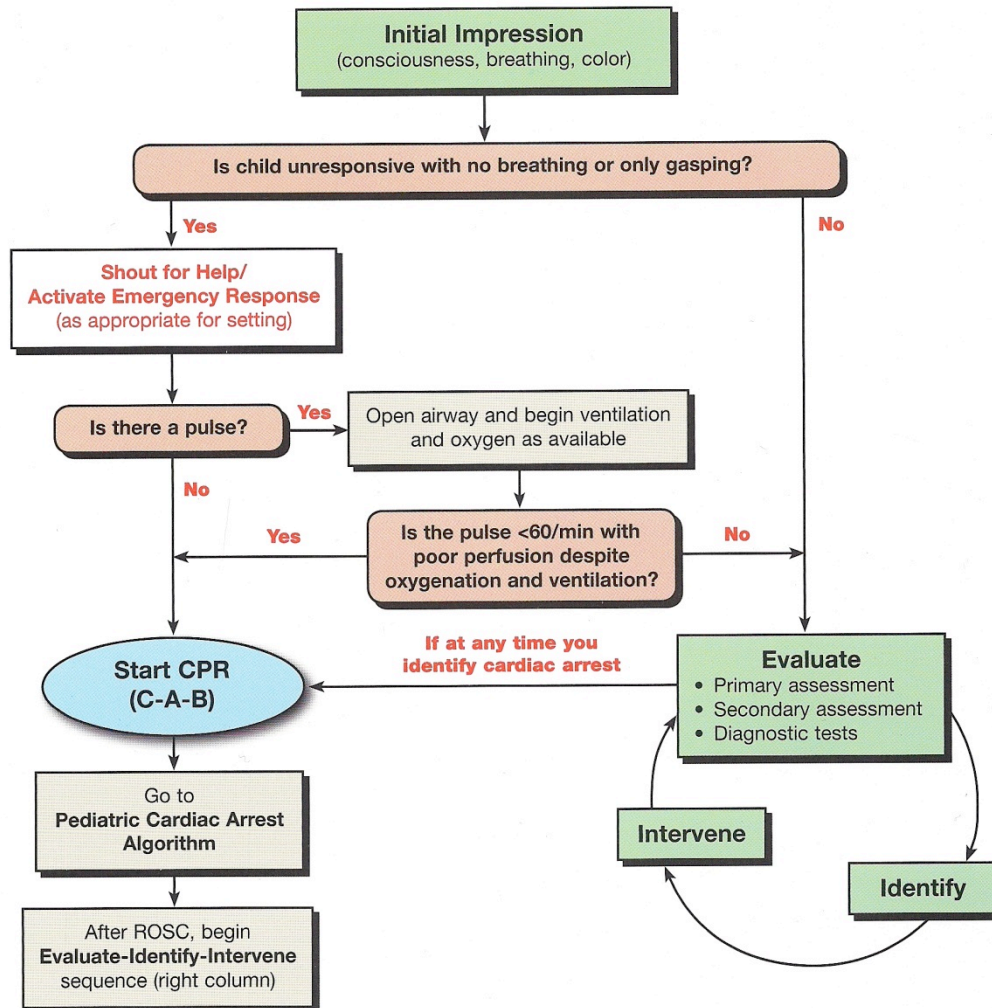 Initial Impression
(consciousness, breathing, color)
Is child unresponsive with no breathing or only gasping?
Yes
No
Shout for Help/
Activate Emergency Response
(as appropriate for setting)
Is there a pulse?
Yes
Open airway and begin ventilation
and oxygen as available
No
Yes
Is the pulse <60/min with
poor perfusion despite
oxygenation and ventilation?
No
If at any time you
identify cardiac arrest
Start CPR
(C-A-B)
Evaluate
• Primary assessment
• Secondary assessment
• Diagnostic tests
Go to
Pediatric Cardiac Arrest
Algorithm
Intervene
Identify
After ROSC, begin
Evaluate-Identify-Intervene
sequence (right column)